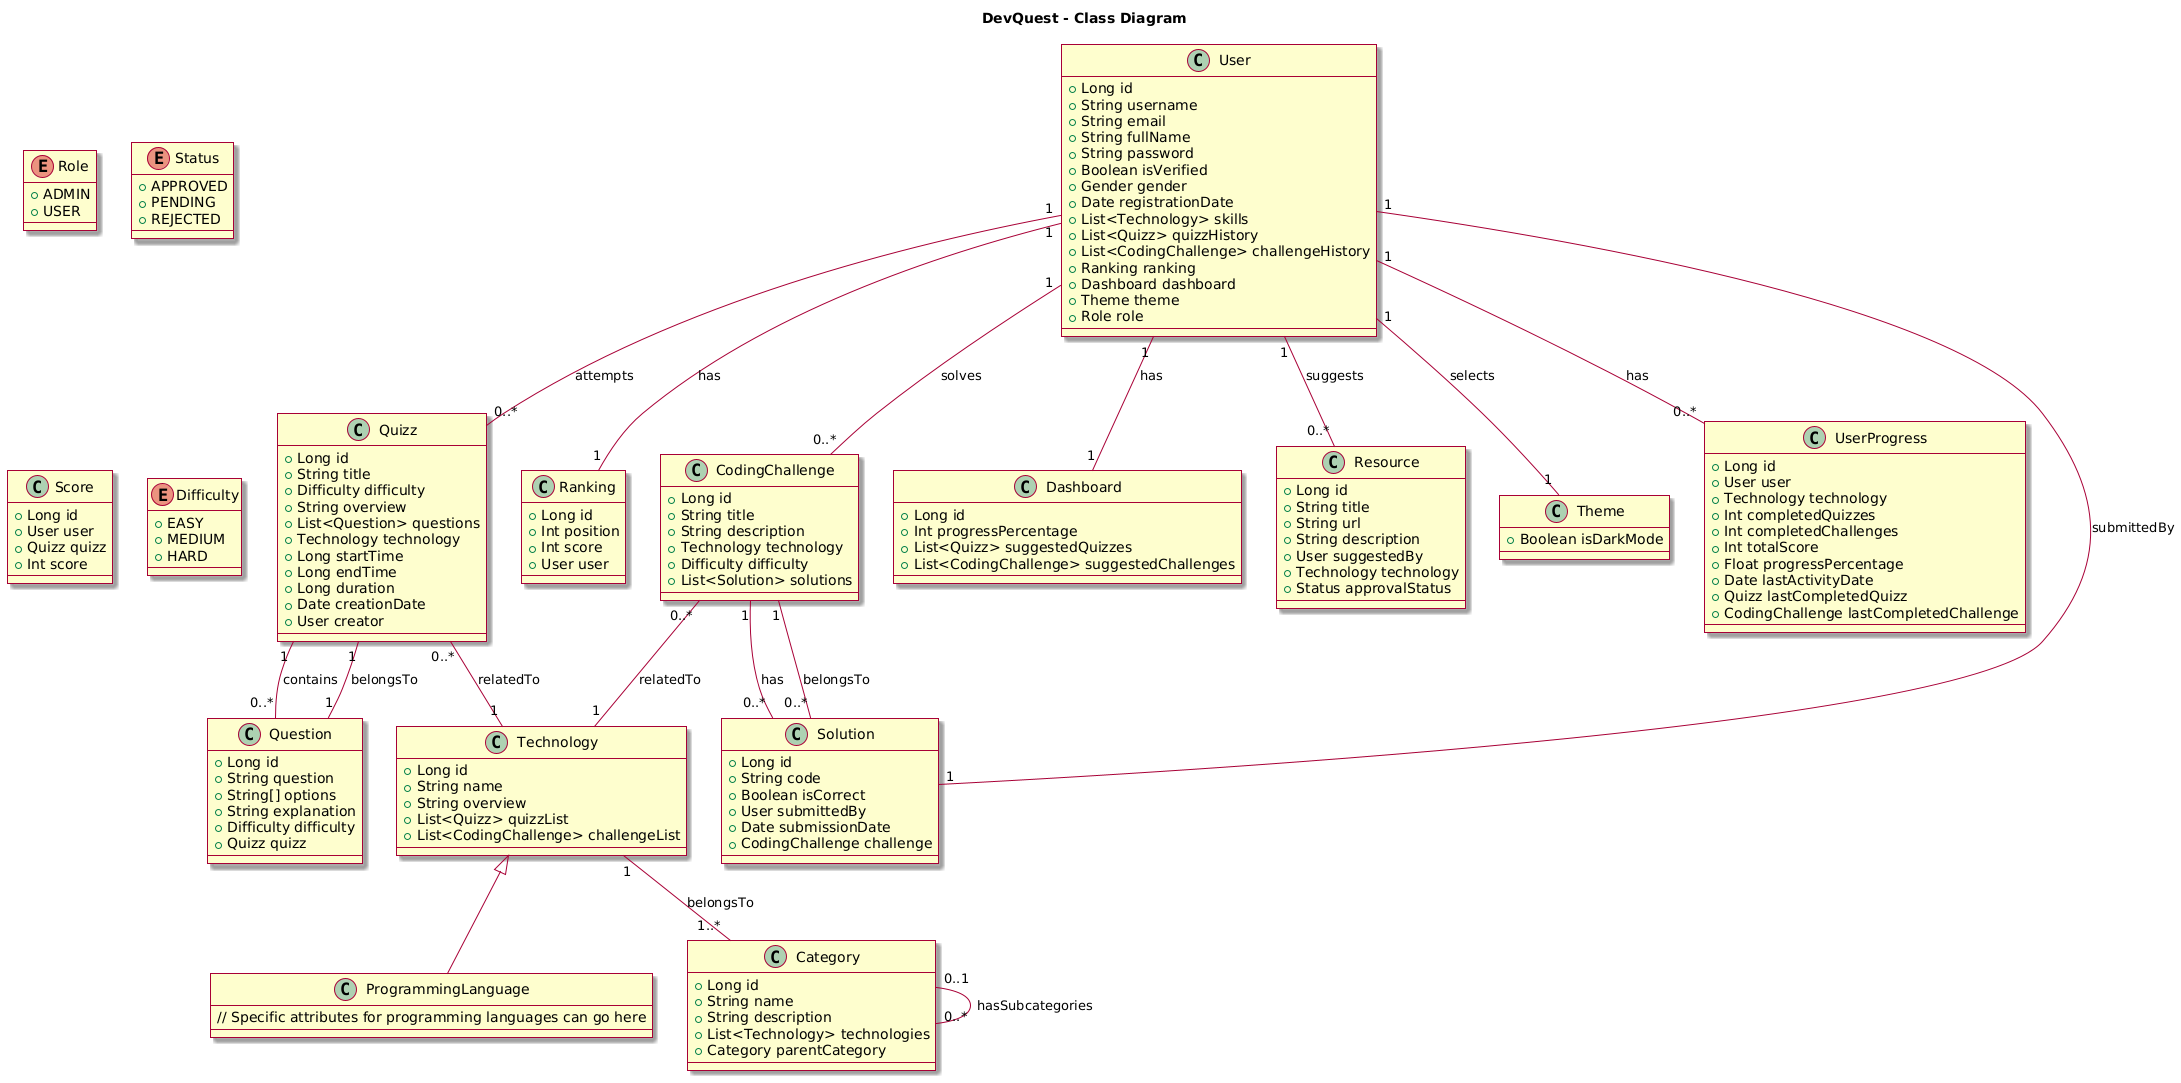 DevQuest - Class Diagram
C User
Long id
String username
String email
String fullName
String password
Boolean isVerified
Gender gender
Date registrationDate
List<Technology> skills
List<Quizz> quizzHistory
List<CodingChallenge> challengeHistory
Ranking ranking
Dashboard dashboard
Theme theme
Role role
E Role
ADMIN
USER
E Status
APPROVED
PENDING
REJECTED
1
1
1
1
1
1
1
1
attempts
has
solves
has
suggests
selects
has
submittedBy
0..*
1
0..*
1
0..*
1
0..*
1
C Score
Long id
User user
Quizz quizz
Int score
E Difficulty
EASY
MEDIUM
HARD
C Quizz
Long id
String title
Difficulty difficulty
String overview
List<Question> questions
Technology technology
Long startTime
Long endTime
Long duration
Date creationDate
User creator
C Ranking
Long id
Int position
Int score
User user
C CodingChallenge
Long id
String title
String description
Technology technology
Difficulty difficulty
List<Solution> solutions
C Dashboard
Long id
Int progressPercentage
List<Quizz> suggestedQuizzes
List<CodingChallenge> suggestedChallenges
C Resource
Long id
String title
String url
String description
User suggestedBy
Technology technology
Status approvalStatus
C Theme
Boolean isDarkMode
C UserProgress
Long id
User user
Technology technology
Int completedQuizzes
Int completedChallenges
Int totalScore
Float progressPercentage
Date lastActivityDate
Quizz lastCompletedQuizz
CodingChallenge lastCompletedChallenge
1
1
0..*
0..*
1
1
contains
belongsTo
relatedTo
relatedTo
has
belongsTo
0..*
1
1
1
0..*
0..*
C Question
Long id
String question
String[] options
String explanation
Difficulty difficulty
Quizz quizz
C Technology
Long id
String name
String overview
List<Quizz> quizzList
List<CodingChallenge> challengeList
C Solution
Long id
String code
Boolean isCorrect
User submittedBy
Date submissionDate
CodingChallenge challenge
1
belongsTo
1..*
C ProgrammingLanguage
// Specific attributes for programming languages can go here
C Category
Long id
String name
String description
List<Technology> technologies
Category parentCategory
0..1
hasSubcategories
0..*